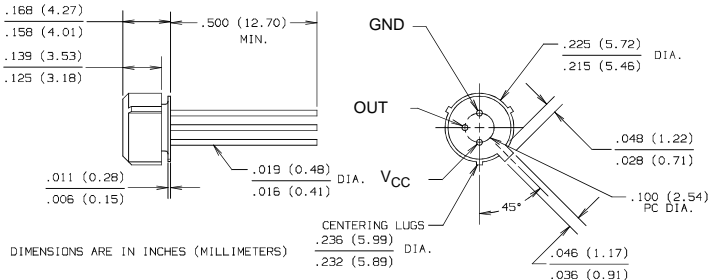 .168 (4.27)
.158 (4.01)
.139 (3.53)
.125 (3.18)
.500 (12.70)
MIN.
GND
.225 (5.72)
.215 (5.46)
DIA.
OUT
.048 (1.22)
.028 (0.71)
.011 (0.28)
.006 (0.15)
.019 (0.48)
.016 (0.41)
DIA.
VCC
.100 (2.54)
PC DIA.
45°
CENTERING LUGS
.236 (5.99)
.232 (5.89)
DIA.
.046 (1.17)
.036 (0.91)
DIMENSIONS ARE IN INCHES (MILLIMETERS)